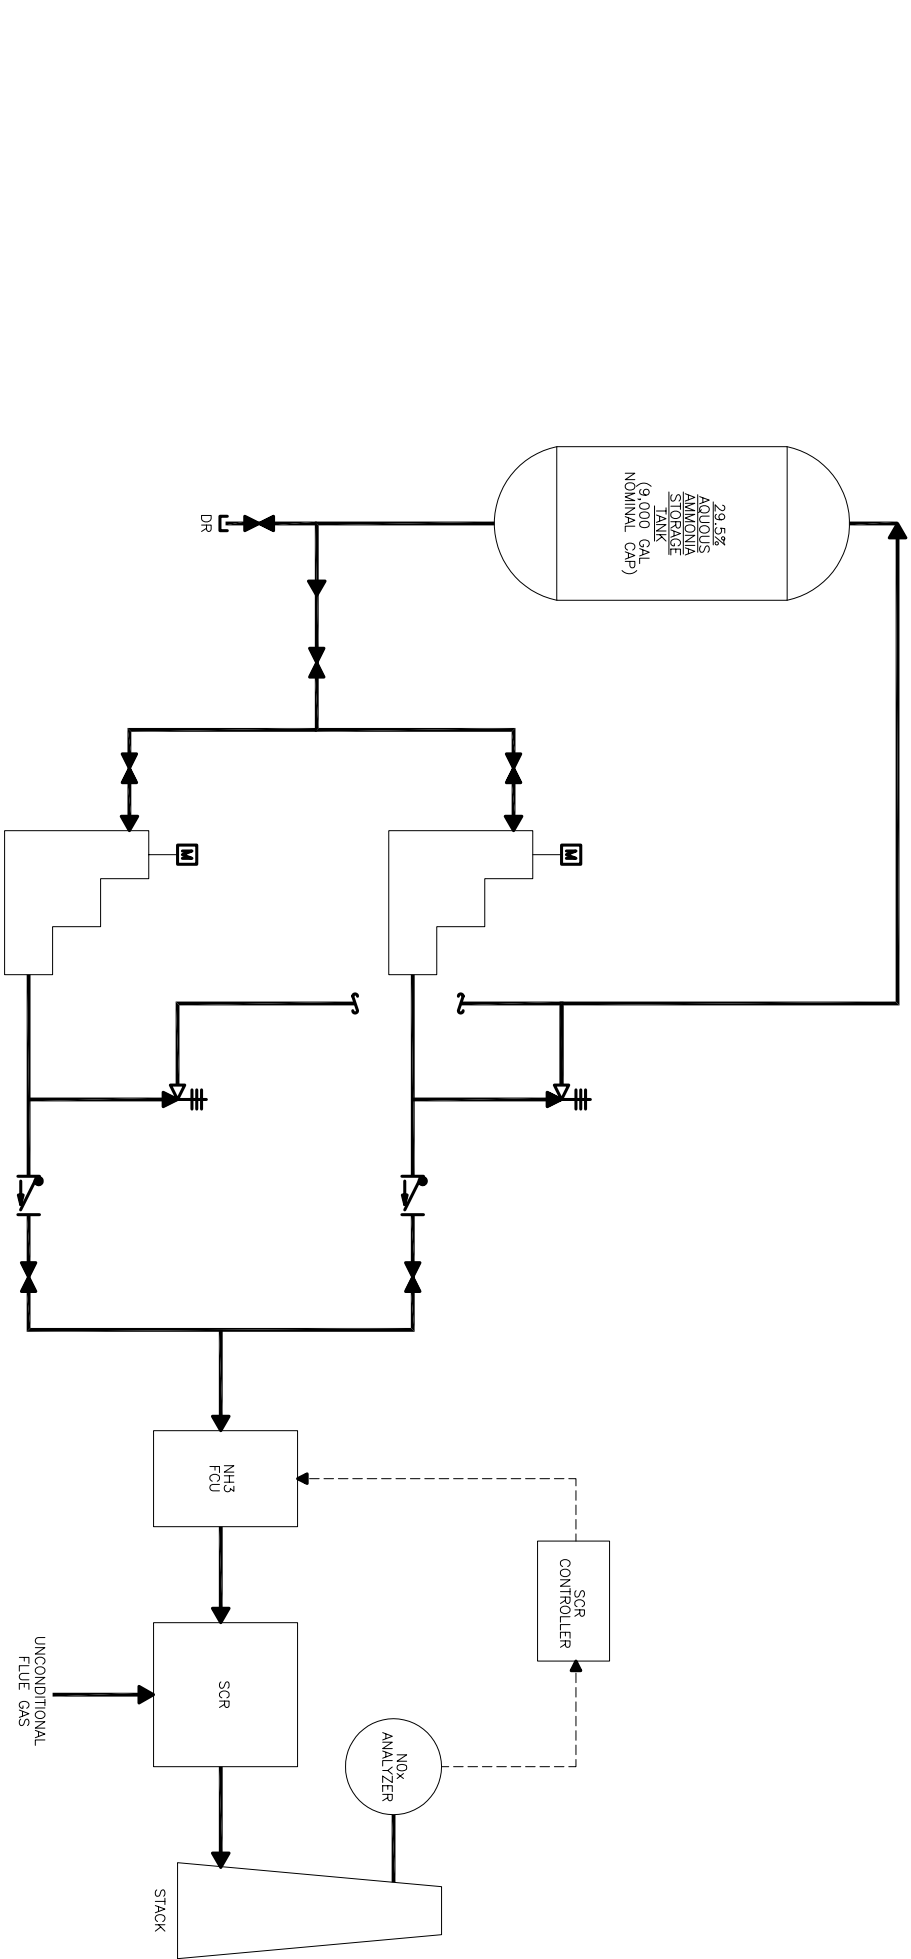 29.5%
AQUOUS
AMMONIA
STORAGE
TANK
(9,000 GAL
NOMINAL CAP)
DR
M
M
NH3
FCU
SCR
CONTROLLER
SCR
UNCONDITIONAL
FLUE GAS
NOx
ANALYZER
STACK